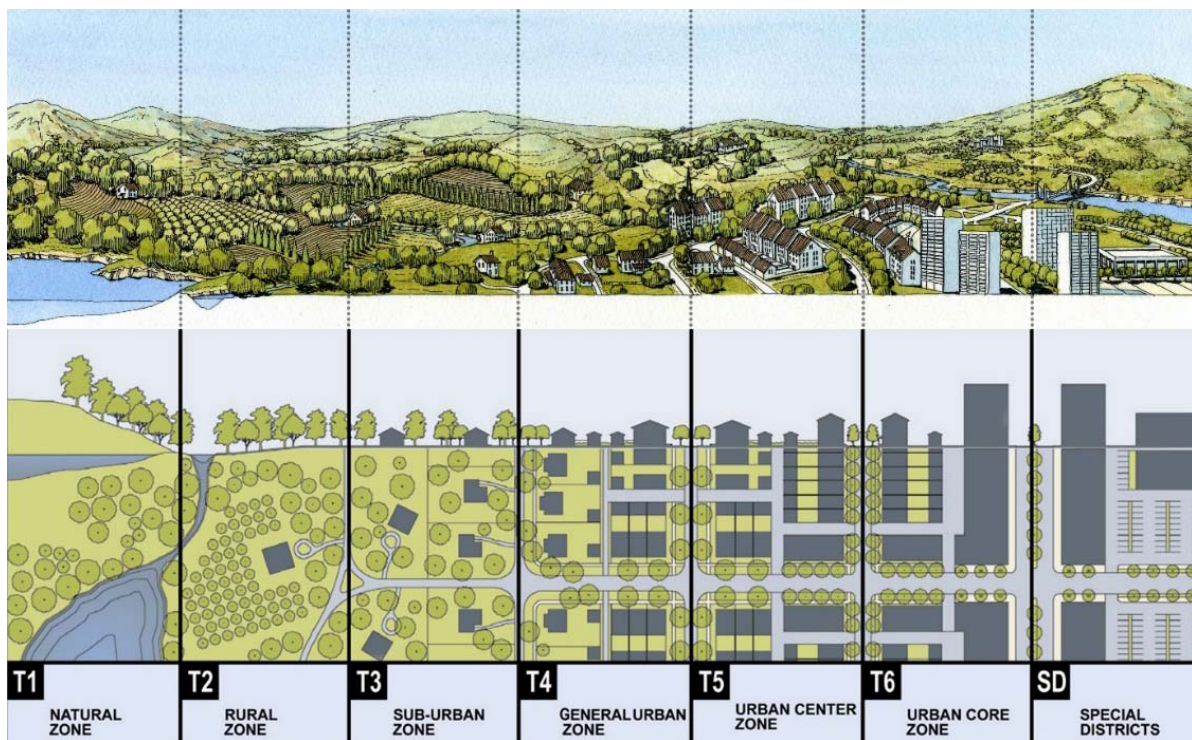 T1
NATURAL
ZONE
T2
RURAL
ZONE
T3
SUB-URBAN
ZONE
T4
GENERAL URBAN
ZONE
T5
URBAN CENTER
ZONE
T6
URBAN CORE
ZONE
SD
SPECIAL
DISTRICTS